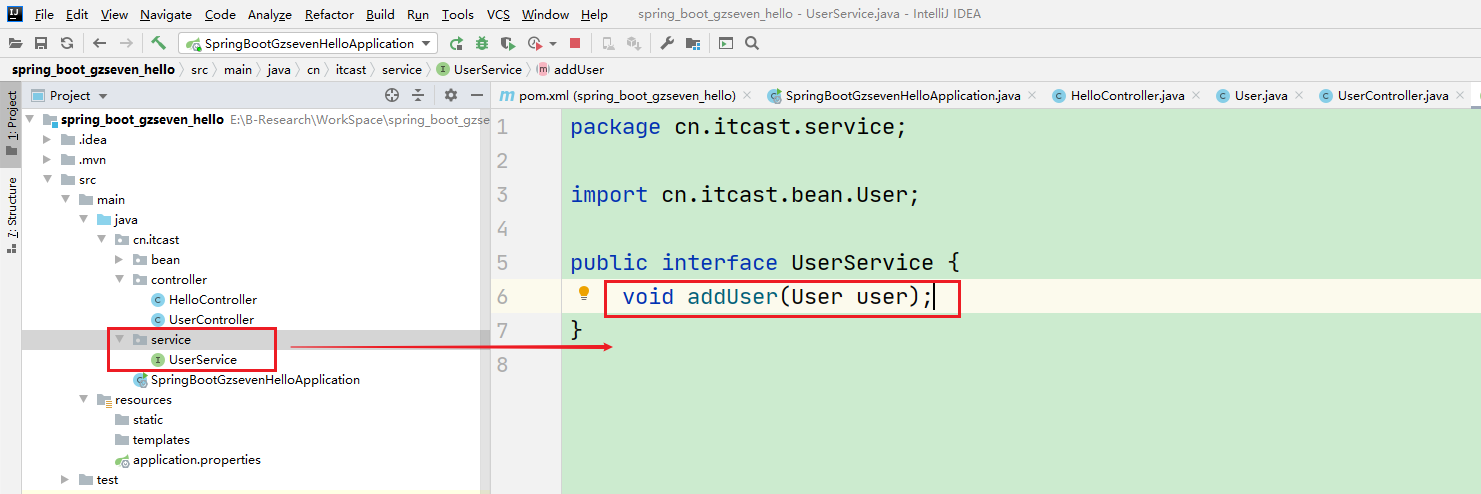 File Edit View Navigate Code Analyze Refactor Build Run Tools VCS Window Help spring_boot_gzseven_hello - UserService.java - IntelliJ IDEA
SpringBootGzsevenHelloApplication
spring_boot_gzseven_hello src main java cn itcast service UserService addUser
Project
pom.xml (spring_boot_gzseven_hello) SpringBootGzsevenHelloApplication.java HelloController.java User.java UserController.java
1: Project
7: Structure
spring_boot_gzseven_hello E:\B-Research\WorkSpace\spring_boot_gzse
.idea
.mvn
src
main
java
cn.itcast
bean
controller
HelloController
UserController
service
UserService
SpringBootGzsevenHelloApplication
resources
static
templates
application.properties
test
1 package cn.itcast.service;
2
3 import cn.itcast.bean.User;
4
5 public interface UserService {
6 void addUser(User user);
7 }
8